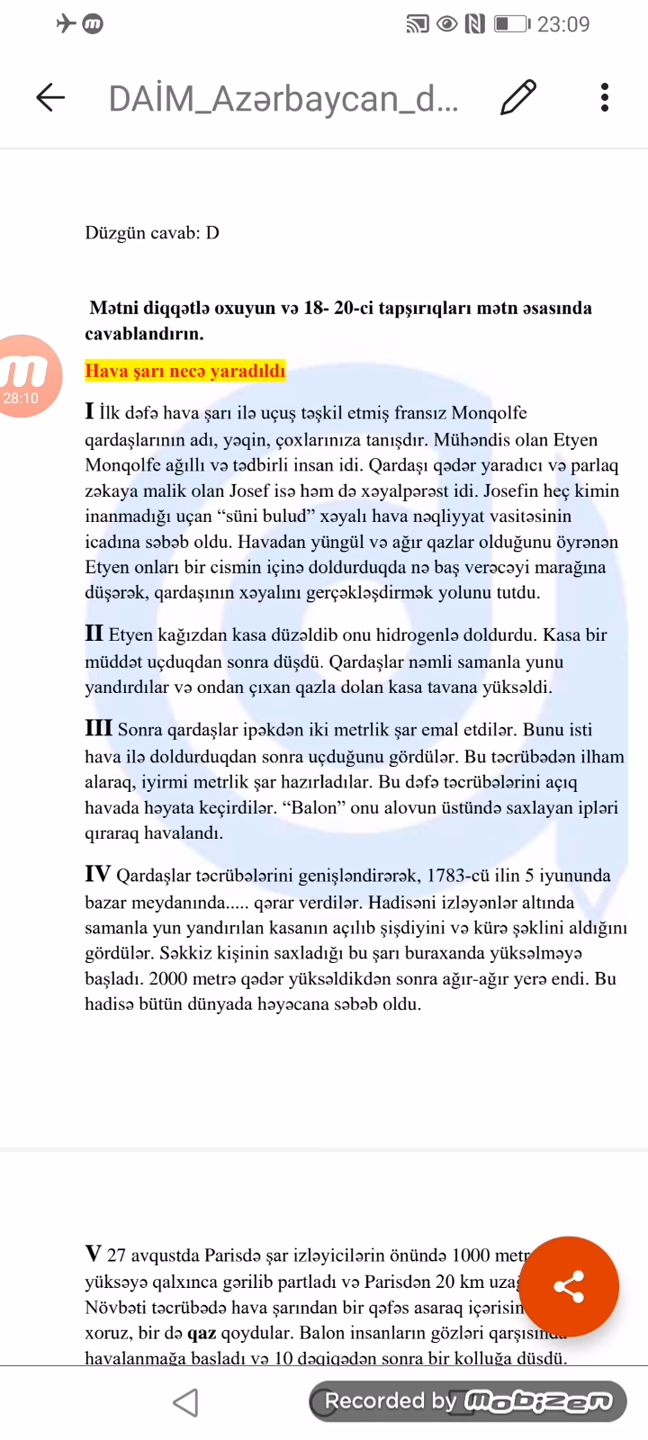 23:09
DAİM_Azərbaycan_d...
Düzgün cavab: D
Mətni diqqətlə oxuyun və 18- 20-ci tapşırıqları mətn əsasında
cavablandırın.
Hava şarı necə yaradıldı
I İlk dəfə hava şarı ilə uçuş təşkil etmiş fransız Monqolfe
qardaşlarının adı, yəqin, çoxlarınıza tanışdır. Mühəndis olan Etyen
Monqolfe ağıllı və tədbirli insan idi. Qardaşı qədər yaradıcı və parlaq
zəkaya malik olan Josef isə həm də xəyalpərəst idi. Josefin heç kimin
inanmadığı uçan “süni bulud” xəyalı hava nəqliyyat vasitəsinin
icadına səbəb oldu. Havadan yüngül və ağır qazlar olduğunu öyrənən
Etyen onları bir cismin içinə doldurduqda nə baş verəcəyi marağına
düşərək, qardaşının xəyalını gerçəkləşdirmək yolunu tutdu.
II Etyen kağızdan kasa düzəldib onu hidrogenlə doldurdu. Kasa bir
müddət uçduqdan sonra düşdü. Qardaşlar nəmli samanla yunu
yandırdılar və ondan çıxan qazla dolan kasa tavana yüksəldi.
III Sonra qardaşlar ipəkdən iki metrlik şar emal etdilər. Bunu isti
hava ilə doldurduqdan sonra uçduğunu gördülər. Bu təcrübədən ilham
alaraq, iyirmi metrlik şar hazırladılar. Bu dəfə təcrübələrini açıq
havada həyata keçirdilər. “Balon” onu alovun üstündə saxlayan ipləri
qıraraq havalandı.
IV Qardaşlar təcrübələrini genişləndirərək, 1783-cü ilin 5 iyununda
bazar meydanında..... qərar verdilər. Hadisəni izləyənlər altında
samanla yun yandırılan kasanın açılıb şişdiyini və kürə şəklini aldığını
gördülər. Səkkiz kişinin saxladığı bu şarı buraxanda yüksəlməyə
başladı. 2000 metrə qədər yüksəldikdən sonra ağır-ağır yerə endi. Bu
hadisə bütün dünyada həyəcana səbəb oldu.
V 27 avqustda Parisdə şar izləyicilərin önündə 1000 metr
yüksəyə qalxınca gərilib partladı və Parisdən 20 km
Növbəti təcrübədə hava şarından bir qəfəs asaraq
xoruz, bir də qaz qoydular. Balon insanların gözləri qarşısında
havalanmağa başladı və 10 dəqiqədən sonra bir kolluğa düşdü.
m
28:10
Recorded by mobizen